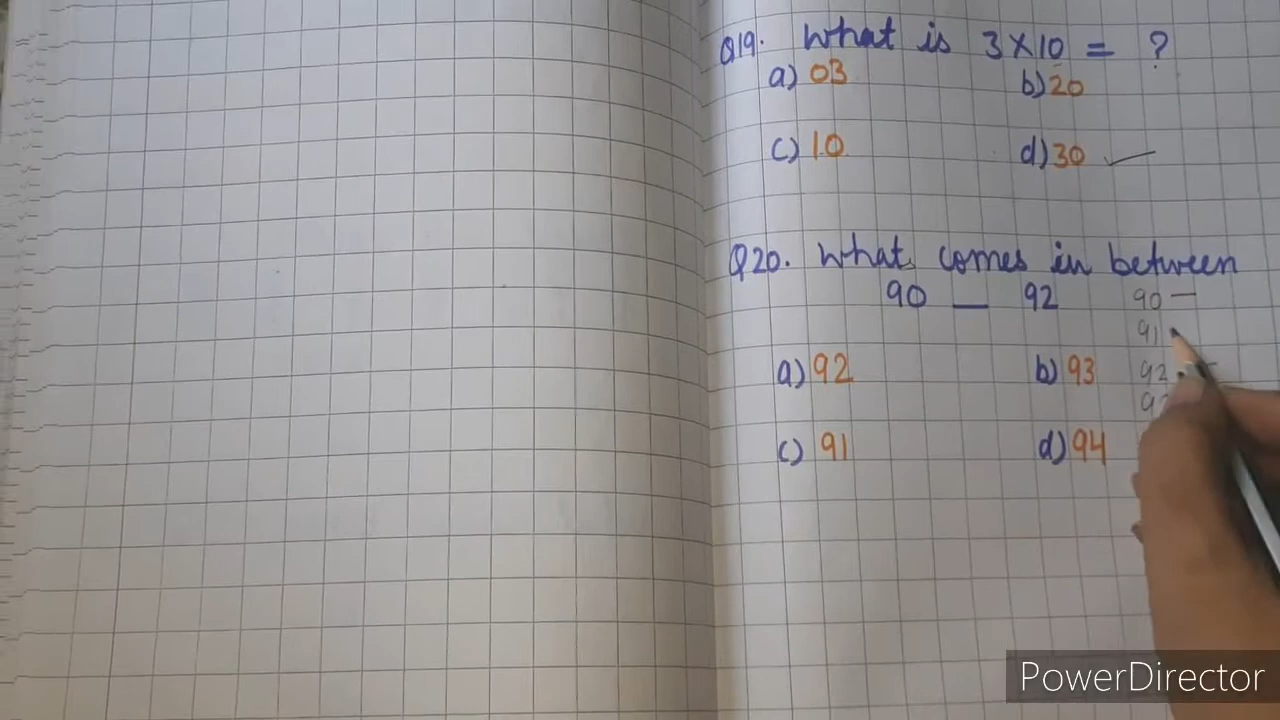 Q19. What is 3×10 = ?
a) 03 b) 20
c) 10 d) 30 ✓
Q20. What comes in between
90 _ 92 90 –
91
a) 92 b) 93 92
c) 91 d) 94
PowerDirector